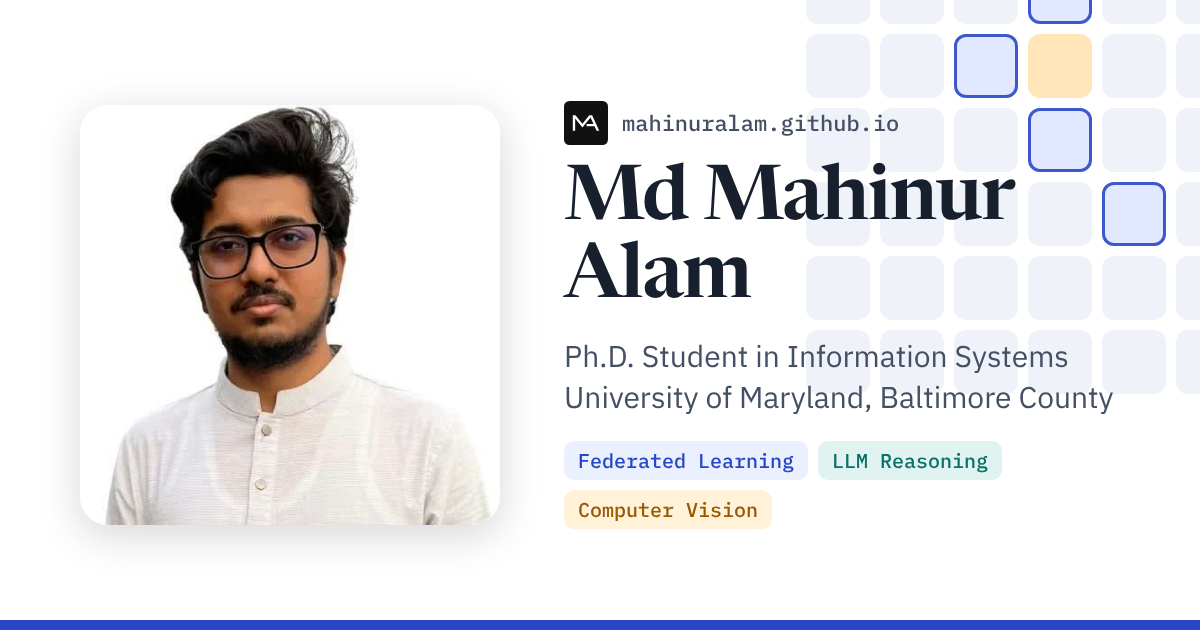 MA
mahinuralam.github.io
Md Mahinur
Alam
Ph.D. Student in Information Systems
University of Maryland, Baltimore County
Federated Learning
LLM Reasoning
Computer Vision